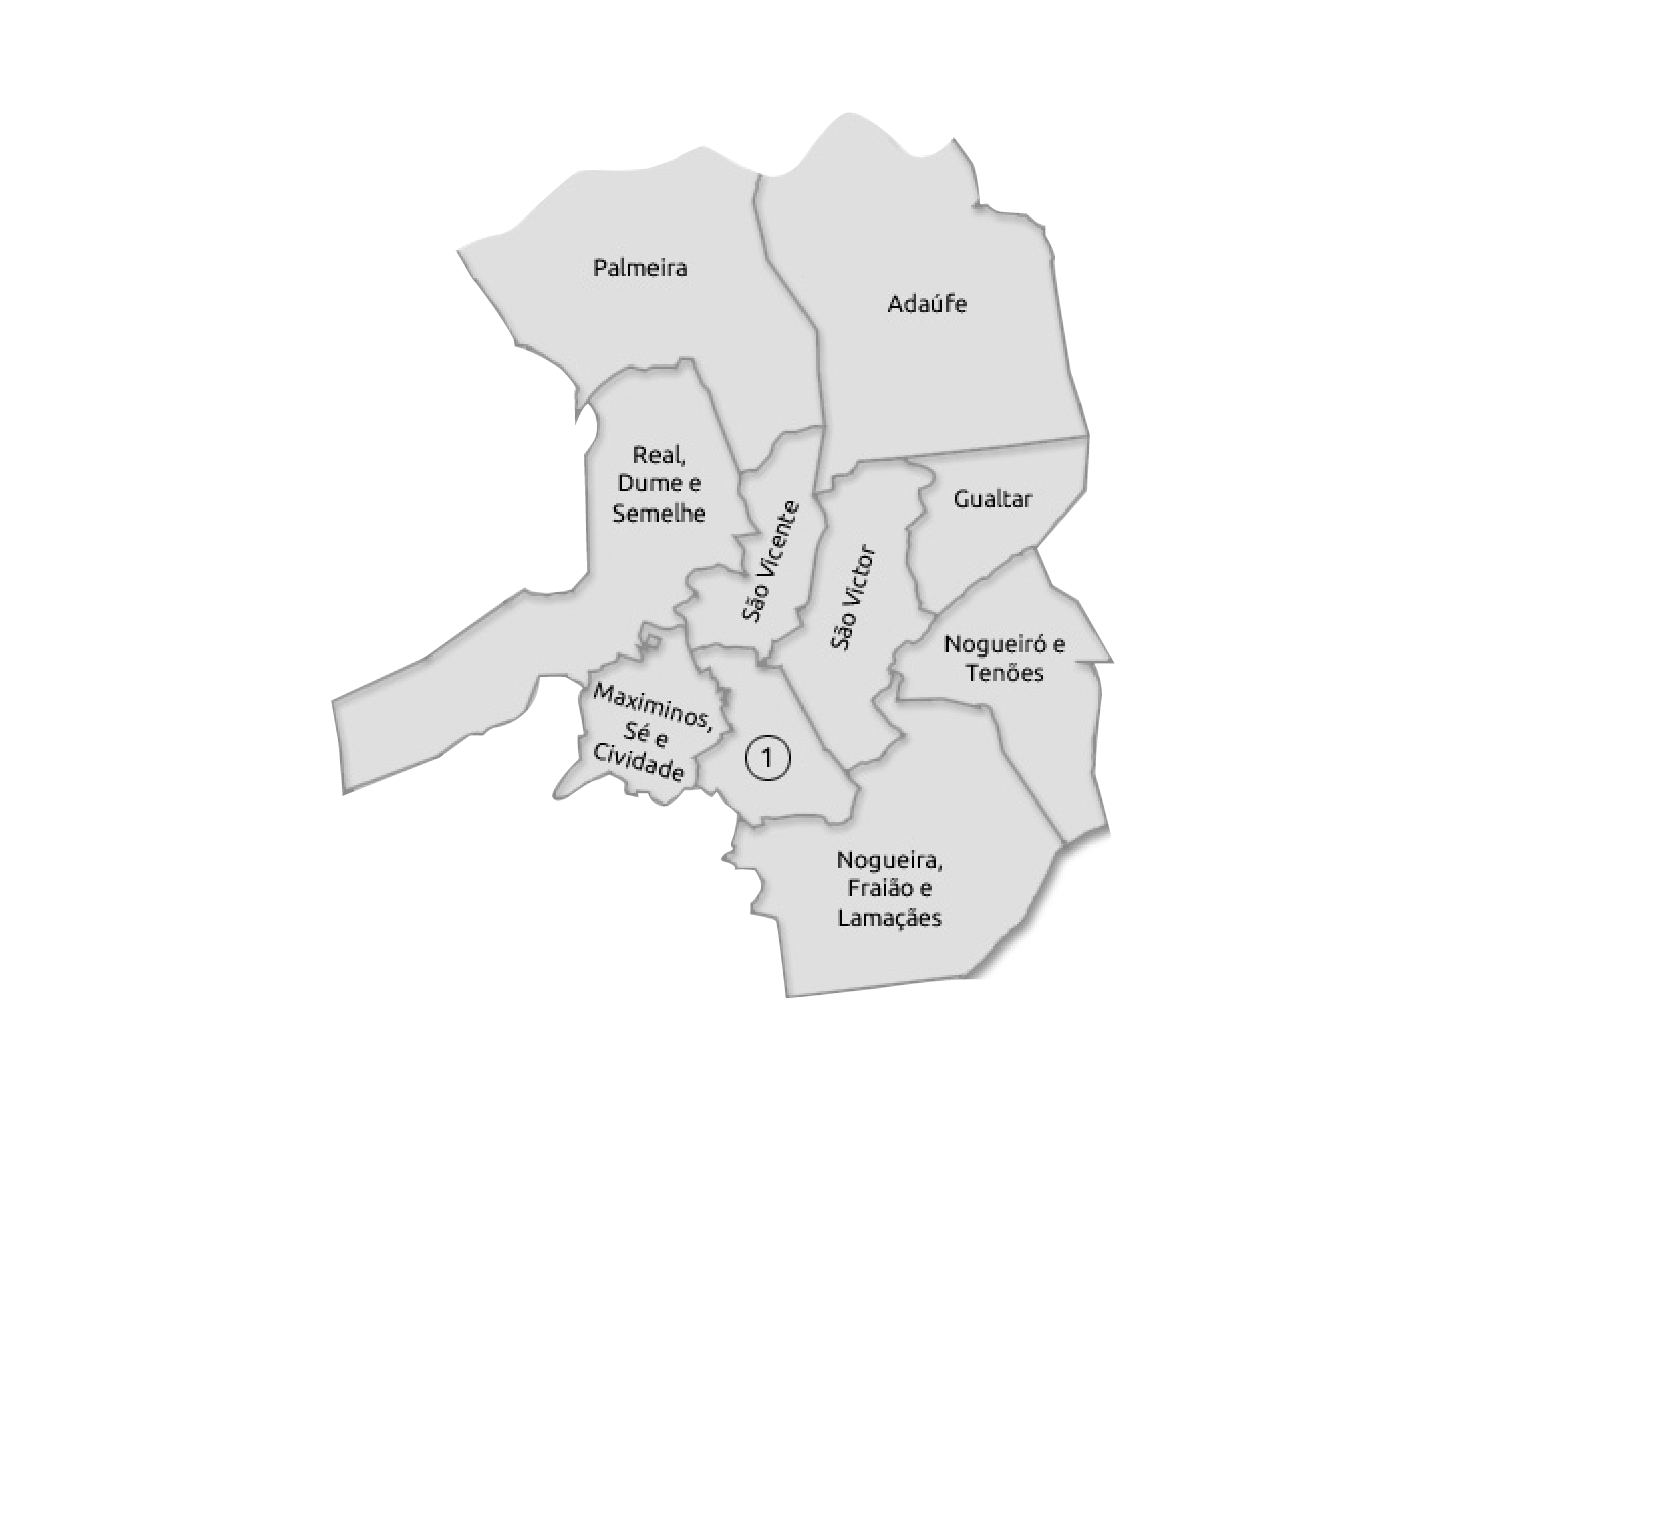 Palmeira
Adaúfe
Real,
Dume e
Semelhe
Gualtar
São Vicente
São Victor
Nogueiró e
Tenões
Maximinos,
Sé e
Cividade
1
Nogueira,
Fraião e
Lamaçães